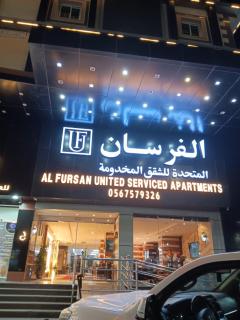 الفرسان
المتحدة للشقق المخدومة
AL FURSAN UNITED SERVICED APARTMENTS
0567579326